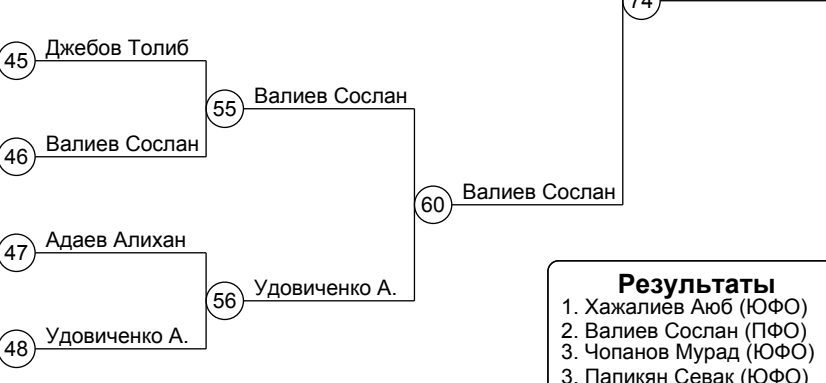 74
45 Джебов Толиб
55 Валиев Сослан
46 Валиев Сослан
60 Валиев Сослан
47 Адаев Алихан
56 Удовиченко А.
48 Удовиченко А.
Результаты
1. Хажалиев Аюб (ЮФО)
2. Валиев Сослан (ПФО)
3. Чопанов Мурад (ЮФО)
3. Папикян Севак (ЮФО)